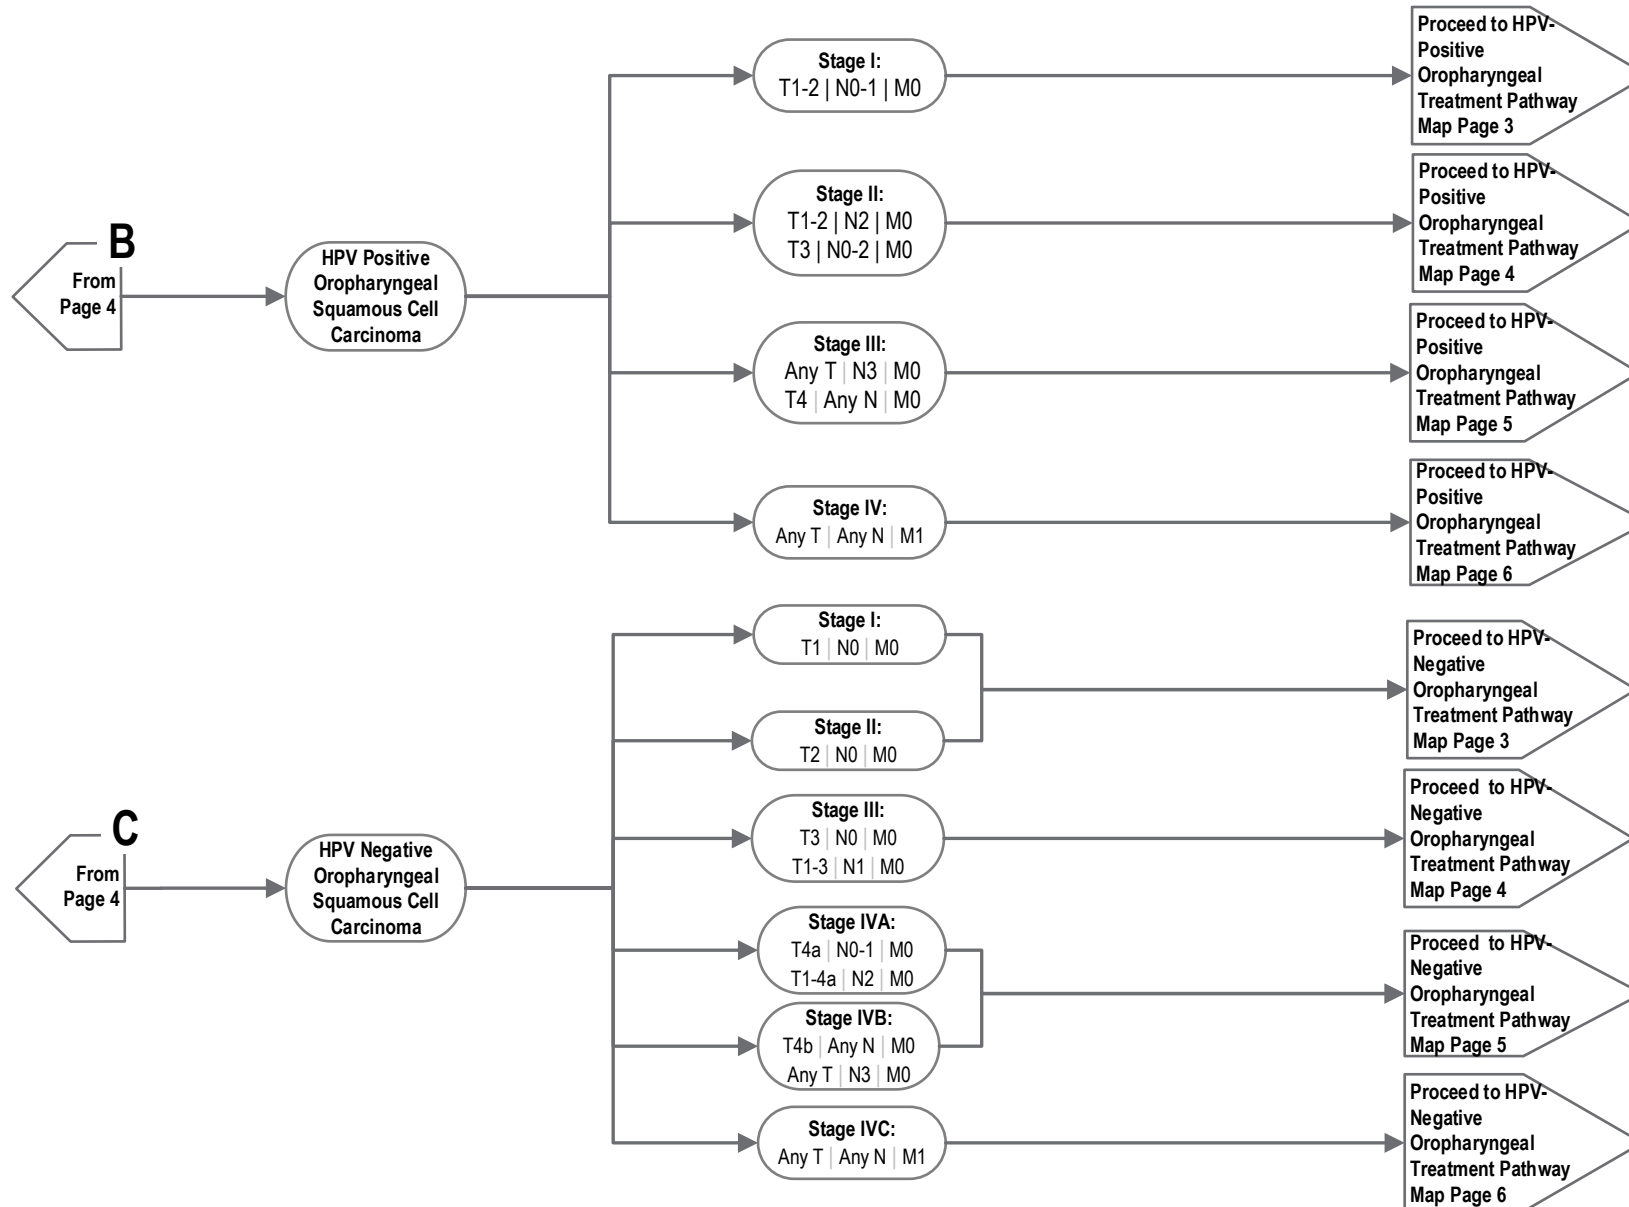 B
From
Page 4
HPV Positive
Oropharyngeal
Squamous Cell
Carcinoma
Stage I:
T1-2 | N0-1 | M0
Proceed to HPV-
Positive
Oropharyngeal
Treatment Pathway
Map Page 3
Stage II:
T1-2 | N2 | M0
T3 | N0-2 | M0
Proceed to HPV-
Positive
Oropharyngeal
Treatment Pathway
Map Page 4
Stage III:
Any T | N3 | M0
T4 | Any N | M0
Proceed to HPV-
Positive
Oropharyngeal
Treatment Pathway
Map Page 5
Stage IV:
Any T | Any N | M1
Proceed to HPV-
Positive
Oropharyngeal
Treatment Pathway
Map Page 6
C
From
Page 4
HPV Negative
Oropharyngeal
Squamous Cell
Carcinoma
Stage I:
T1 | N0 | M0
Stage II:
T2 | N0 | M0
Proceed to HPV-
Negative
Oropharyngeal
Treatment Pathway
Map Page 3
Stage III:
T3 | N0 | M0
T1-3 | N1 | M0
Proceed to HPV-
Negative
Oropharyngeal
Treatment Pathway
Map Page 4
Stage IVA:
T4a | N0-1 | M0
T1-4a | N2 | M0
Stage IVB:
T4b | Any N | M0
Any T | N3 | M0
Proceed to HPV-
Negative
Oropharyngeal
Treatment Pathway
Map Page 5
Stage IVC:
Any T | Any N | M1
Proceed to HPV-
Negative
Oropharyngeal
Treatment Pathway
Map Page 6